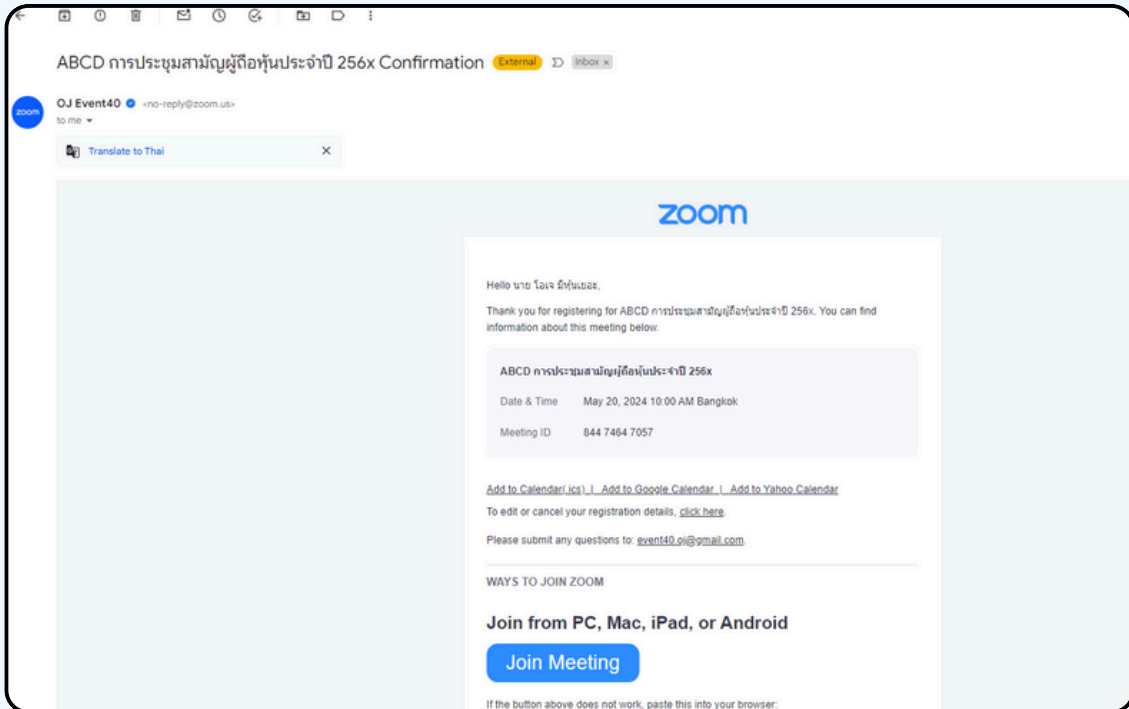 ABCD การประชุมสามัญผู้ถือหุ้นประจำปี 256x Confirmation External Inbox x
zoom
OJ Event40 <no-reply@zoom.us>
to me
Translate to Thai
zoom
Hello นาย โอเจ มีหุ้นเยอะ,
Thank you for registering for ABCD การประชุมสามัญผู้ถือหุ้นประจำปี 256x. You can find
information about this meeting below.
ABCD การประชุมสามัญผู้ถือหุ้นประจำปี 256x
Date & Time May 20, 2024 10:00 AM Bangkok
Meeting ID 844 7464 7057
Add to Calendar(.ics) | Add to Google Calendar | Add to Yahoo Calendar
To edit or cancel your registration details, click here.
Please submit any questions to: event40.oj@gmail.com.
WAYS TO JOIN ZOOM
Join from PC, Mac, iPad, or Android
Join Meeting
If the button above does not work, paste this into your browser: